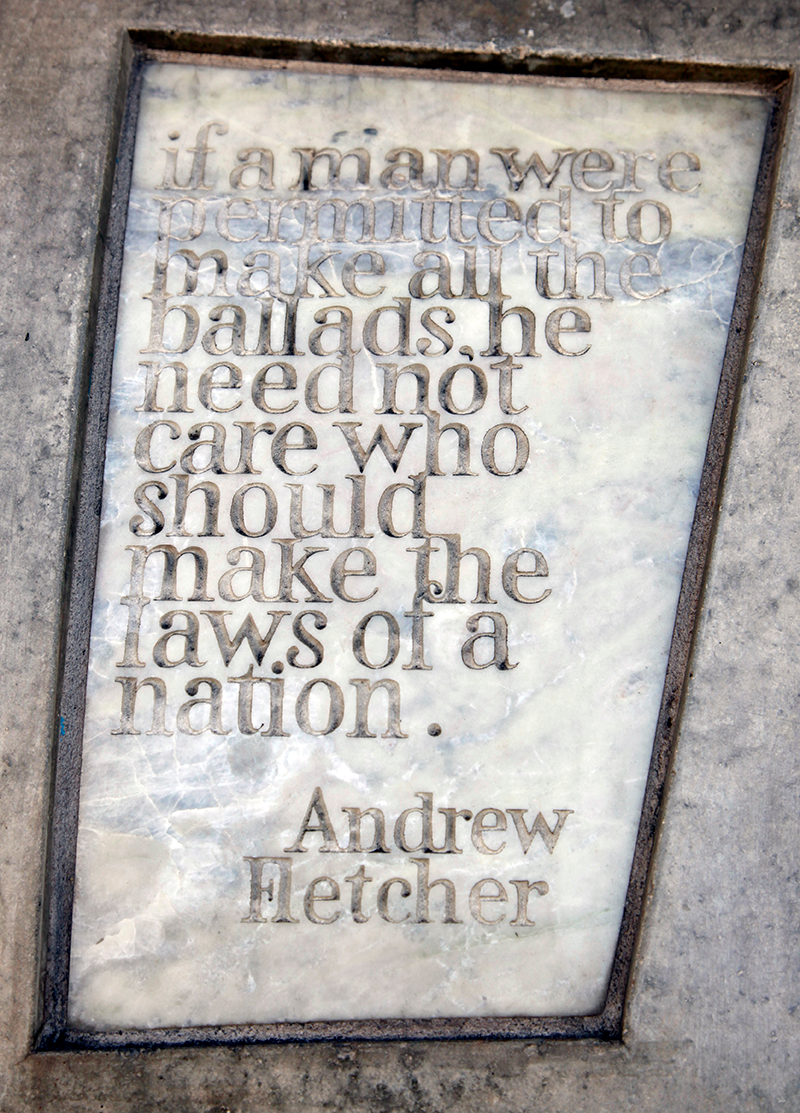 if a man were
permitted to
make all the
ballads, he
need not
care who
should
make the
laws of a
nation.
Andrew
Fletcher